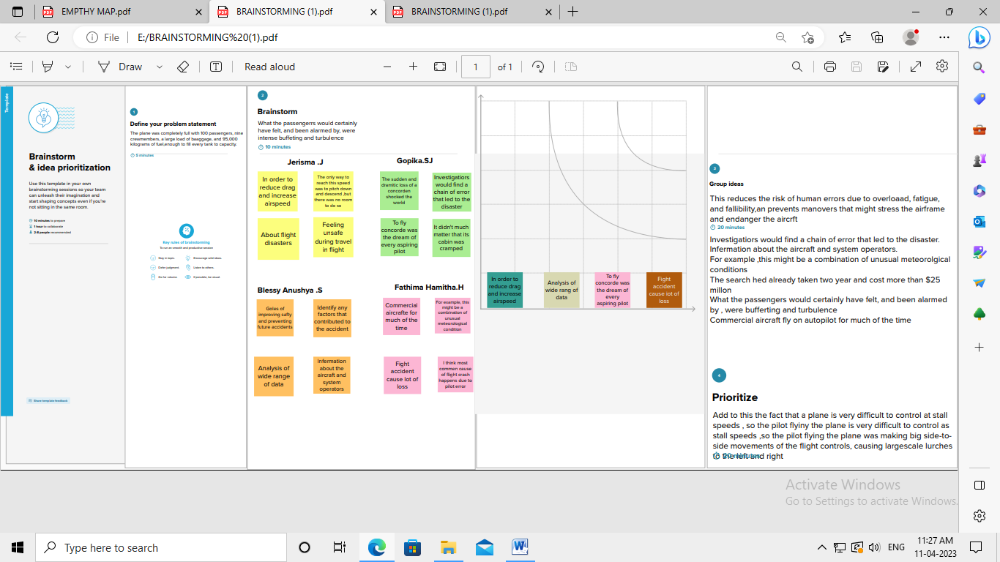 EMPTHY MAP.pdf
BRAINSTORMING (1).pdf
BRAINSTORMING (1).pdf
File
E:/BRAINSTORMING%20(1).pdf
Draw
Read aloud
1
of 1
Template
Brainstorm
& idea prioritization
Use this template in your own
brainstorming sessions so your team
can unleash their imagination and
start shaping concepts even if you're
not sitting in the same room.
10 minutes to prepare
1 hour to collaborate
2-8 people recommended
Share template feedback
1
Define your problem statement
The plane was completely full with 100 passengers, nine
crewmembers, a large load of baaggage, and 95,000
kilograms of fuel,enough to fill every tank to capacity.
5 minutes
Key rules of brainstorming
To run an smooth and productive session
Stay in topic.
Encourage wild ideas.
Defer judgment.
Listen to others.
Go for volume.
If possible, be visual.
2
Brainstorm
What the passengerrs would certainly
have felt, and been alarmed by, were
intense buffeting and turbulence
10 minutes
Jerisma .J
In order to
reduce drag
and increase
airspeed
The only way to
reach this speed
was to pitch down
and descend ,but
there was no room
to do so
About flight
disasters
Feeling
unsafe
during travel
in flight
Gopika.SJ
The sudden and
dramitic loss of a
concorden
shocked the
world
Investigatiors
would find a
chain of error
that led to the
disaster
To fly
concorde was
the dream of
every aspiring
pilot
It didn't much
matter that its
cabin was
cramped
Blessy Anushya .S
Goles of
improving safty
and preventing
future accidents
Identify any
factors that
contributed to
the accident
Analysis of
wide range
of data
Infermation
about the
aircraft and
system
operators
Fathima Hamitha.H
Commercial
aircrafte for
much of the
time
For example, this
might be a
combination of
unusual
meteorological
condition
Fight
accident
cause lot of
loss
I think most
commen cause
of flight crash
happens due to
pilot error
In order to
reduce drag
and increase
airspeed
Analysis of
wide rang of
data
To fly
concorde was
the dream of
every
aspiring pilot
Fight
accident
cause iot of
loss
3
Group ideas
This reduces the risk of human errors due to overloaad, fatigue,
and fallibility,an prevents manovers that might stress the airframe
and endanger the aircrft
20 minutes
Investigatiors would find a chain of error that led to the disaster.
Information about the aircraft and system operators.
For example ,this might be a combination of unusual meteorolgical
conditions
The search hed already taken two year and cost more than $25
millon
What the passengers would certainly have felt, and been alarmed
by , were bufferting and turbulence
Commercial aircraft fly on autopilot for much of the time
4
Prioritize
Add to this the fact that a plane is very difficult to control at stall
speeds , so the pilot flyiny the plane is very difficult to control as
stall speeds ,so the pilot flying the plane was making big side-to-
side movements of the flight controls, causing largescale lurches
to the left and right
20 minutes
Activate Windows
Go to Settings to activate Windows.
Type here to search
ENG
11:27 AM
11-04-2023